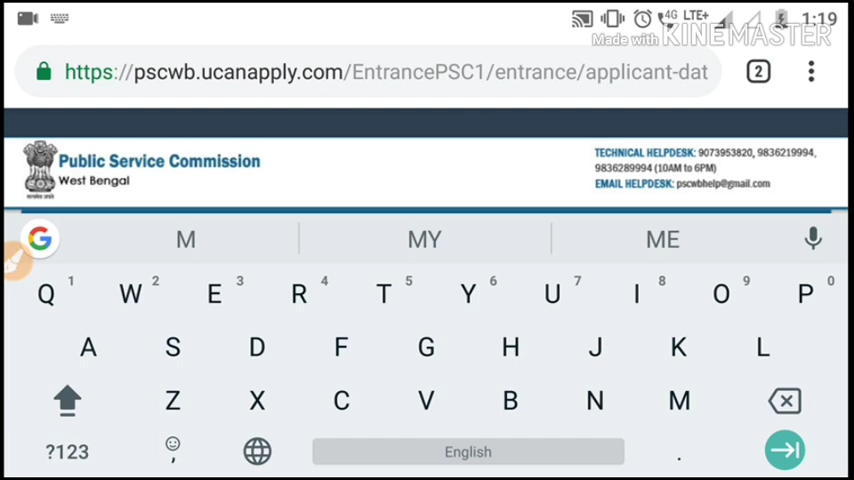 4G LTE+ 1:19
Made with KINEMASTER
https://pscwb.ucanapply.com/EntrancePSC1/entrance/applicant-dat 2
Public Service Commission
West Bengal
TECHNICAL HELPDESK: 9073953820, 9836219994,
9836289994 (10AM to 6PM)
EMAIL HELPDESK: pscwbhelp@gmail.com
G M MY ME
Q 1 W 2 E 3 R 4 T 5 Y 6 U 7 I 8 O 9 P 0
A S D F G H J K L
Z X C V B N M
?123 , English .